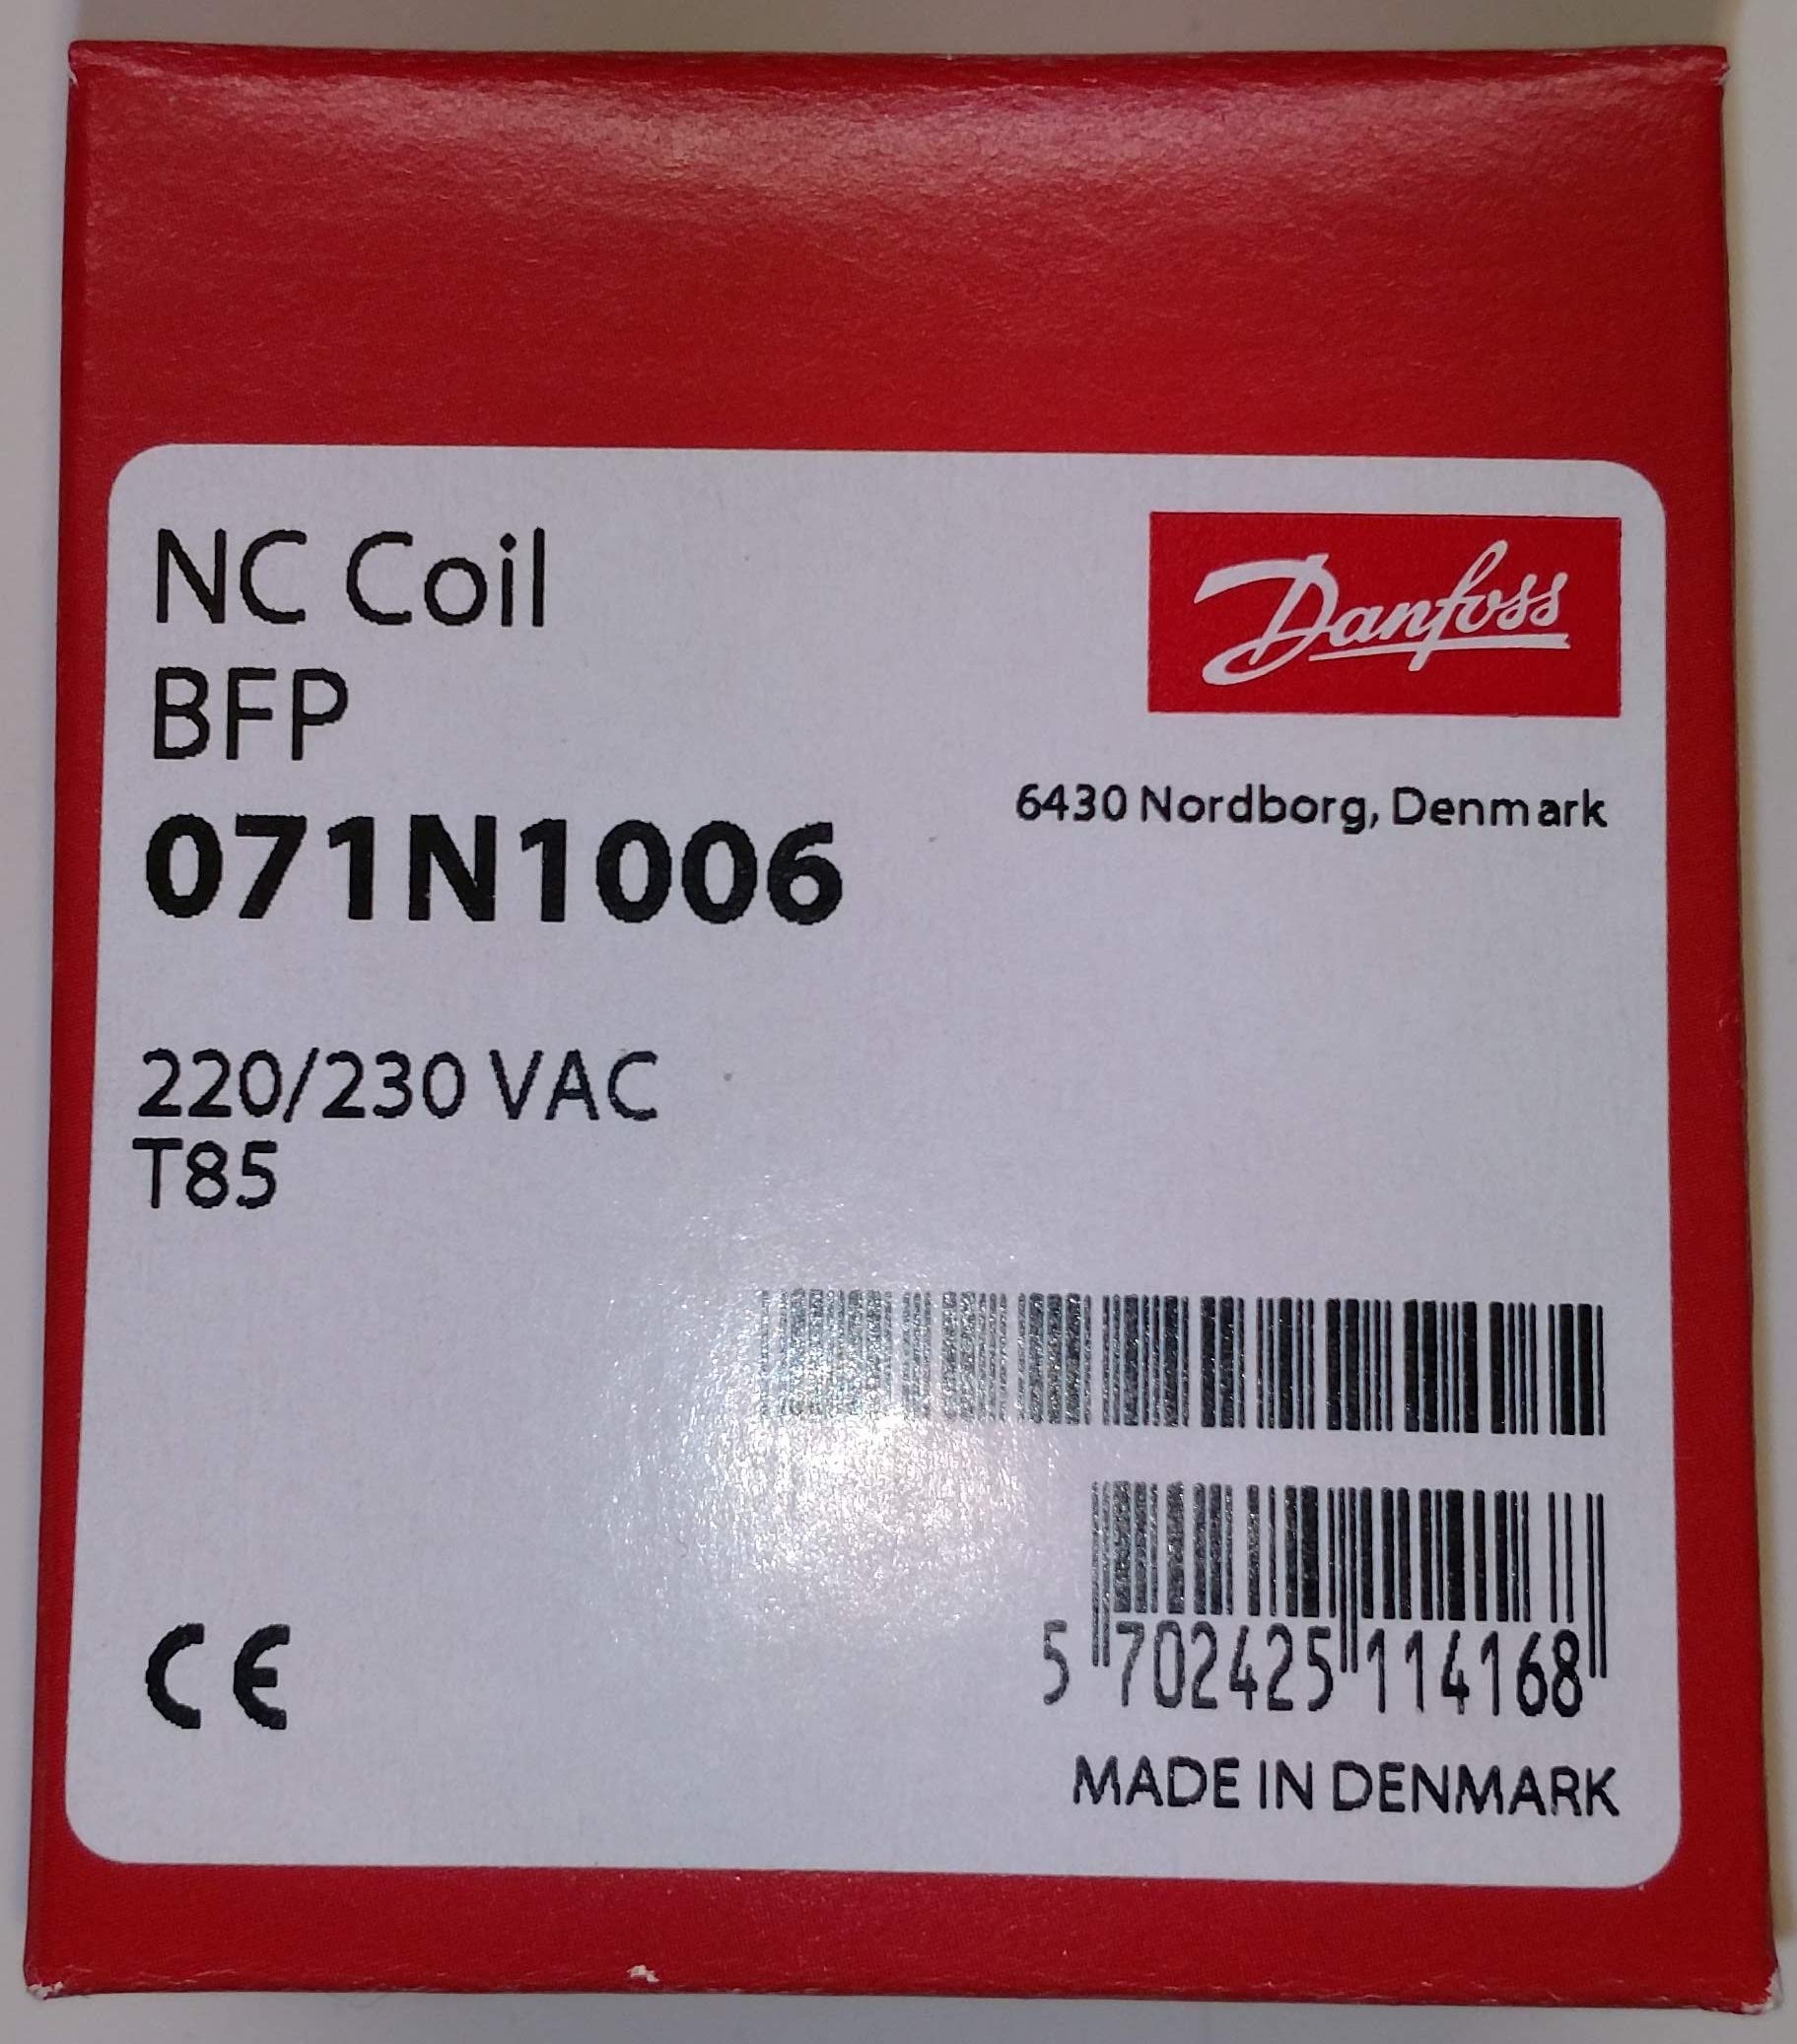 NC Coil
BFP
071N1006
Danfoss
6430 Nordborg, Denmark
220/230 VAC
T85
5 702425 114168
CE
MADE IN DENMARK